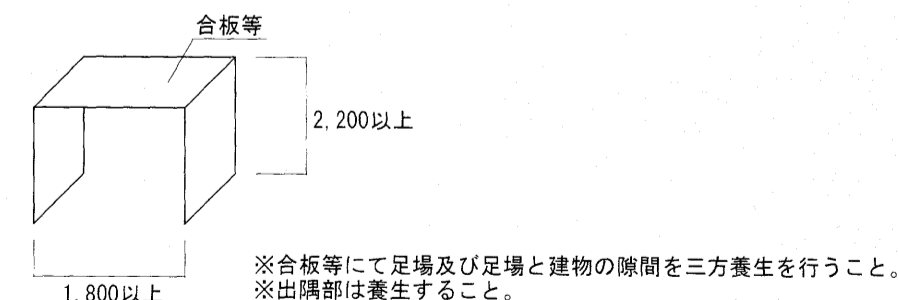 合板等
2,200以上
1,800以上
※合板等にて足場及び足場と建物の隙間を三方養生を行うこと。
※出隅部は養生すること。